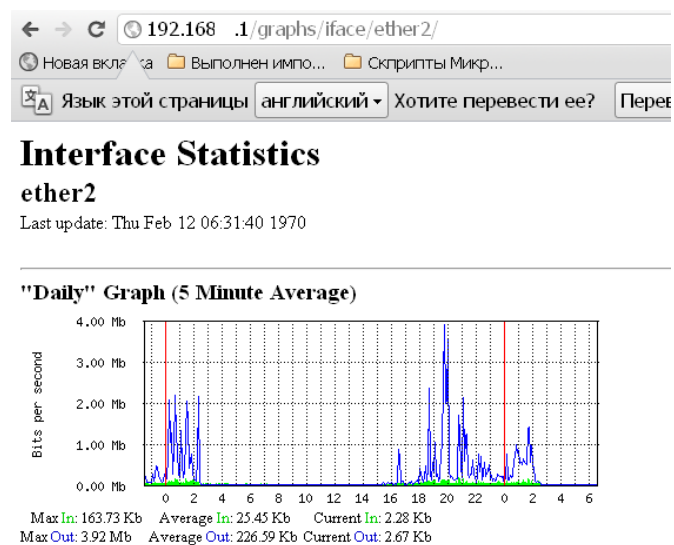 192.168 .1/graphs/iface/ether2/
Новая вкладка Выполнен импо... Скприпты Микр...
Язык этой страницы английский Хотите перевести ее? Перев
Interface Statistics
ether2
Last update: Thu Feb 12 06:31:40 1970
"Daily" Graph (5 Minute Average)
4.00 Mb
3.00 Mb
2.00 Mb
1.00 Mb
0.00 Mb
Bits per second
0 2 4 6 8 10 12 14 16 18 20 22 0 2 4 6
Max In: 163.73 Kb Average In: 25.45 Kb Current In: 2.28 Kb
Max Out: 3.92 Mb Average Out: 226.59 Kb Current Out: 2.67 Kb